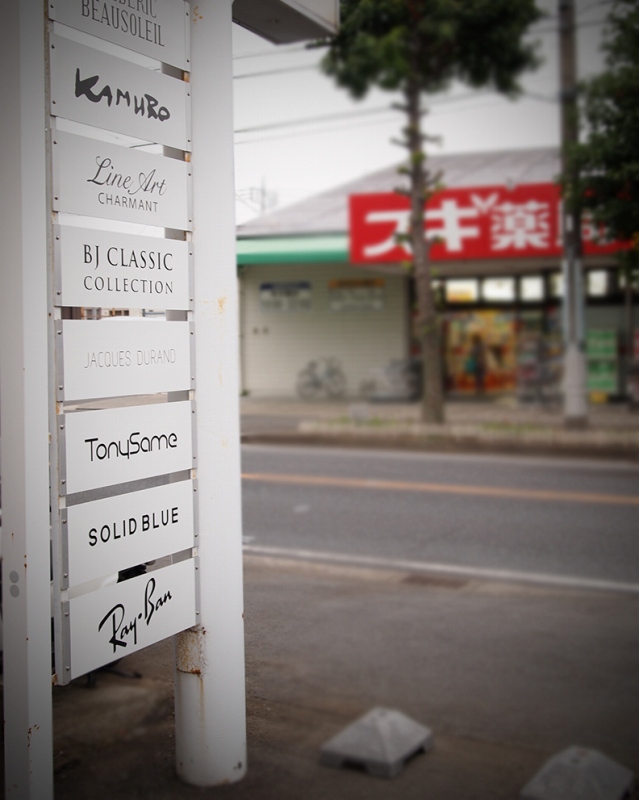 BEAUSOLEIL
KAMURO
Line Art
CHARMANT
BJ CLASSIC
COLLECTION
JACQUES DURAND
TonySame
SOLID BLUE
Ray-Ban
スギ薬